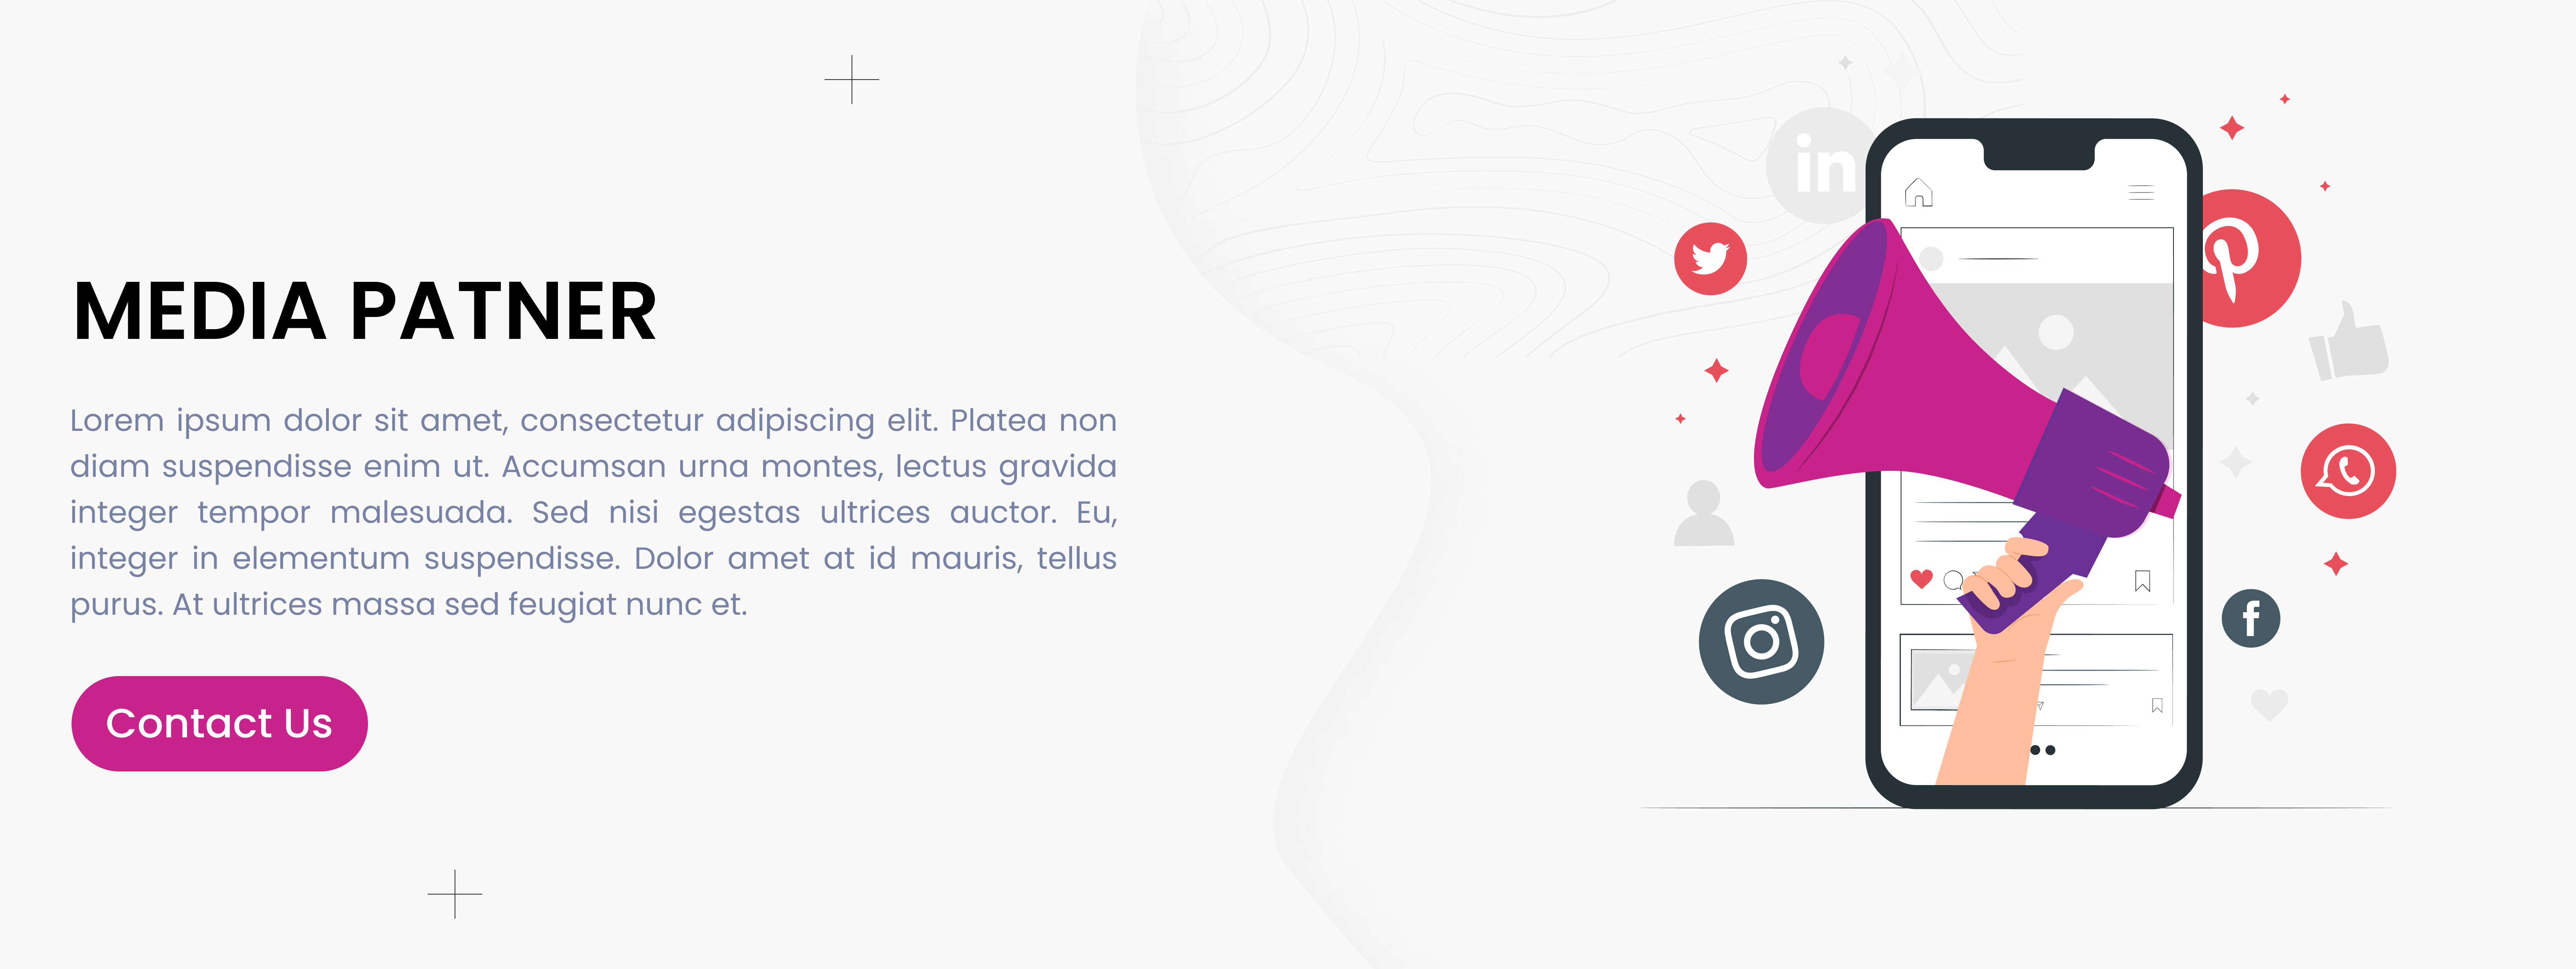 MEDIA PATNER
Lorem ipsum dolor sit amet, consectetur adipiscing elit. Platea non
diam suspendisse enim ut. Accumsan urna montes, lectus gravida
integer tempor malesuada. Sed nisi egestas ultrices auctor. Eu,
integer in elementum suspendisse. Dolor amet at id mauris, tellus
purus. At ultrices massa sed feugiat nunc et.
Contact Us
in
f